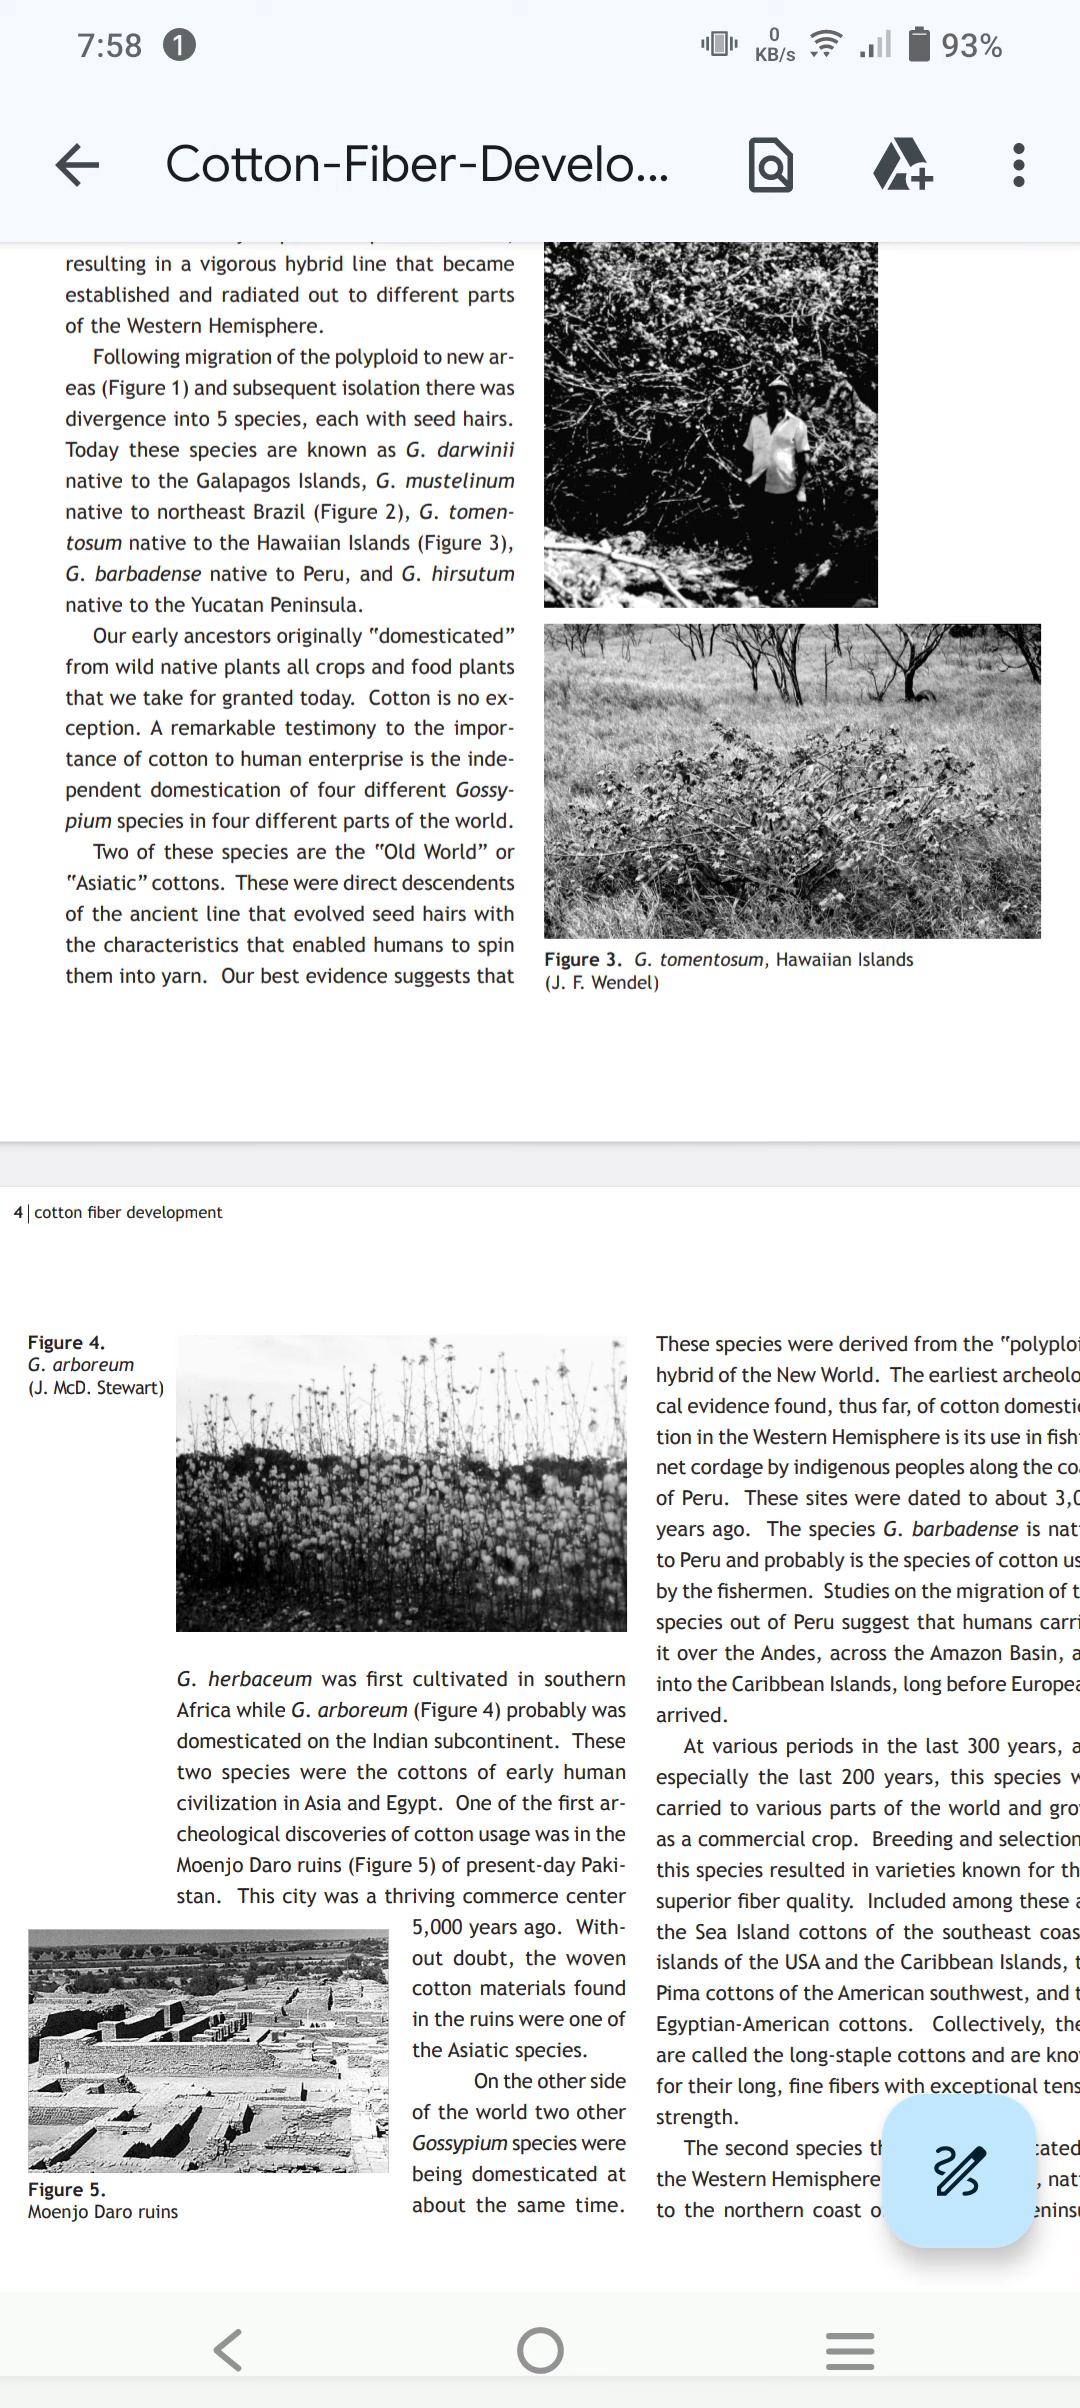 7:58 1 0 KB/s 93%
Cotton-Fiber-Develo...
resulting in a vigorous hybrid line that became
established and radiated out to different parts
of the Western Hemisphere.
Following migration of the polyploid to new ar-
eas (Figure 1) and subsequent isolation there was
divergence into 5 species, each with seed hairs.
Today these species are known as G. darwinii
native to the Galapagos Islands, G. mustelinum
native to northeast Brazil (Figure 2), G. tomen-
tosum native to the Hawaiian Islands (Figure 3),
G. barbadense native to Peru, and G. hirsutum
native to the Yucatan Peninsula.
Our early ancestors originally “domesticated”
from wild native plants all crops and food plants
that we take for granted today. Cotton is no ex-
ception. A remarkable testimony to the impor-
tance of cotton to human enterprise is the inde-
pendent domestication of four different Gossy-
pium species in four different parts of the world.
Two of these species are the “Old World” or
“Asiatic” cottons. These were direct descendents
of the ancient line that evolved seed hairs with
the characteristics that enabled humans to spin
them into yarn. Our best evidence suggests that
Figure 3. G. tomentosum, Hawaiian Islands
(J. F. Wendel)
4 | cotton fiber development
Figure 4.
G. arboreum
(J. McD. Stewart)
G. herbaceum was first cultivated in southern
Africa while G. arboreum (Figure 4) probably was
domesticated on the Indian subcontinent. These
two species were the cottons of early human
civilization in Asia and Egypt. One of the first ar-
cheological discoveries of cotton usage was in the
Moenjo Daro ruins (Figure 5) of present-day Paki-
stan. This city was a thriving commerce center
5,000 years ago. With-
out doubt, the woven
cotton materials found
in the ruins were one of
the Asiatic species.
On the other side
of the world two other
Gossypium species were
being domesticated at
about the same time.
Figure 5.
Moenjo Daro ruins
These species were derived from the “polyploi
hybrid of the New World. The earliest archeolo
cal evidence found, thus far, of cotton domestic
tion in the Western Hemisphere is its use in fish
net cordage by indigenous peoples along the co
of Peru. These sites were dated to about 3,0
years ago. The species G. barbadense is nat
to Peru and probably is the species of cotton us
by the fishermen. Studies on the migration of t
species out of Peru suggest that humans carri
it over the Andes, across the Amazon Basin, a
into the Caribbean Islands, long before Europea
arrived.
At various periods in the last 300 years, a
especially the last 200 years, this species w
carried to various parts of the world and gro
as a commercial crop. Breeding and selection
this species resulted in varieties known for th
superior fiber quality. Included among these a
the Sea Island cottons of the southeast coas
islands of the USA and the Caribbean Islands, t
Pima cottons of the American southwest, and t
Egyptian-American cottons. Collectively, the
are called the long-staple cottons and are kno
for their long, fine fibers with exceptional tens
strength.
The second species th cated
the Western Hemisphere , nat
to the northern coast o eninsu